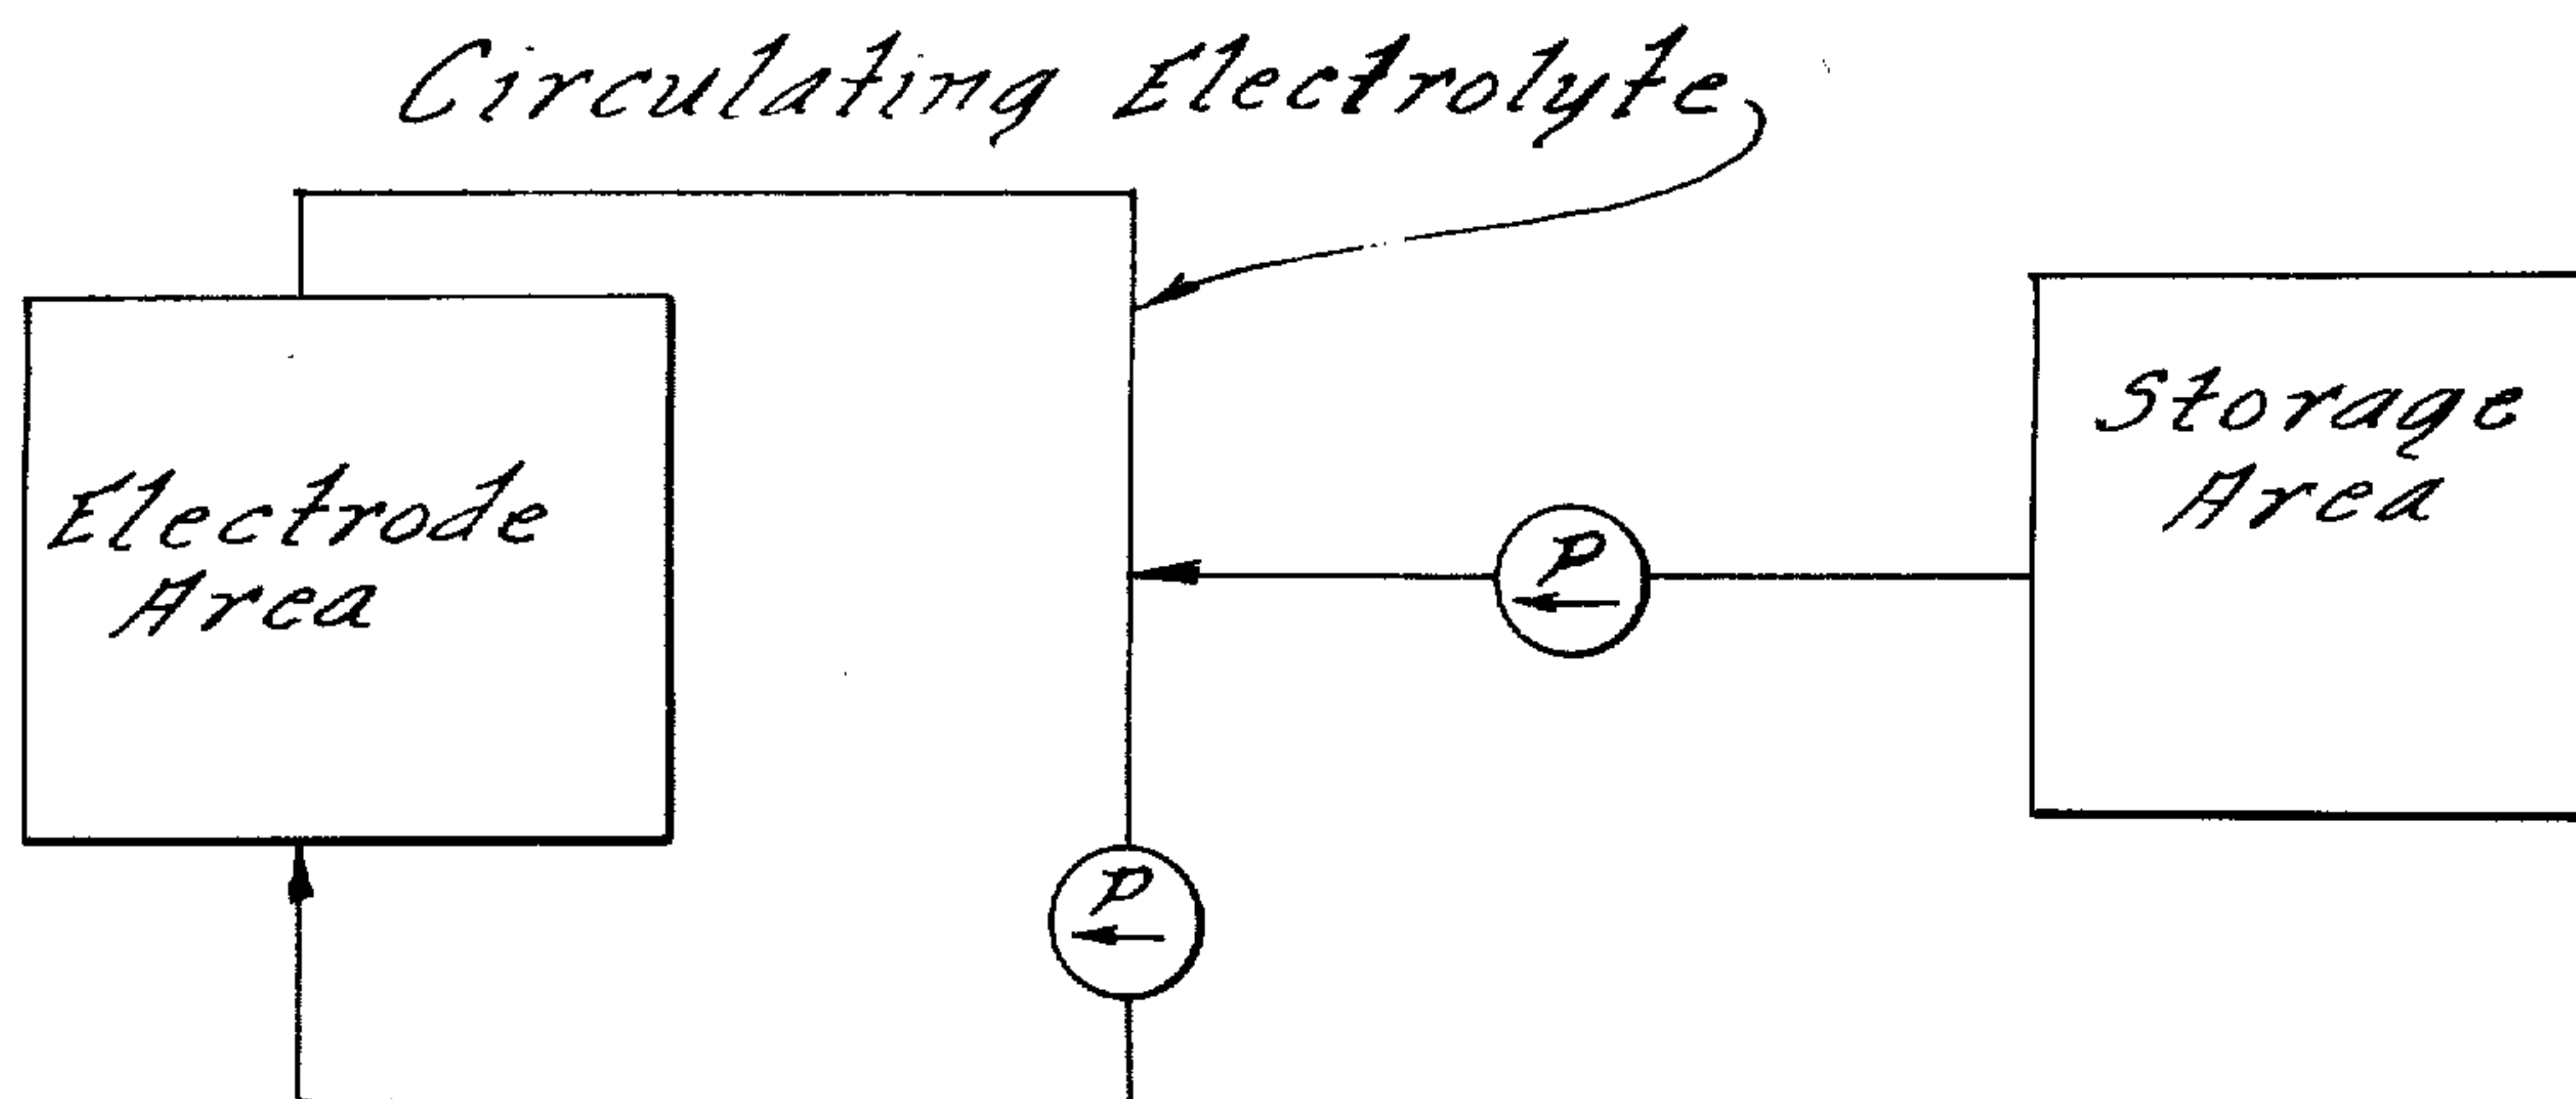 Circulating Electrolyte
Electrode
Area
Storage
Area
P
P